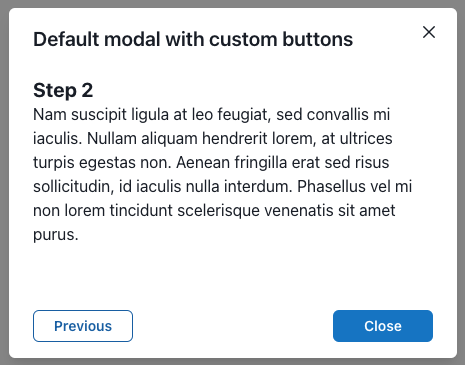 Default modal with custom buttons
Step 2
Nam suscipit ligula at leo feugiat, sed convallis mi
iaculis. Nullam aliquam hendrerit lorem, at ultrices
turpis egestas non. Aenean fringilla erat sed risus
sollicitudin, id iaculis nulla interdum. Phasellus vel mi
non lorem tincidunt scelerisque venenatis sit amet
purus.
Previous
Close